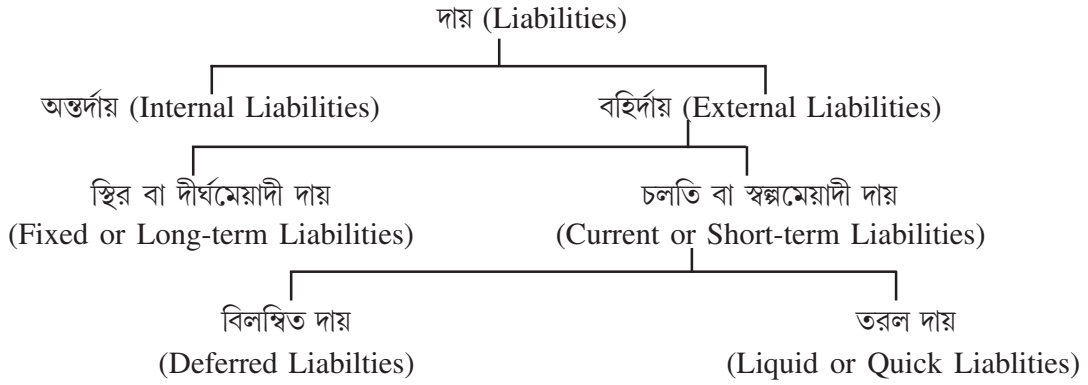 দায় (Liabilities)
অন্তর্দায় (Internal Liabilities) বহির্দায় (External Liabilities)
স্থির বা দীর্ঘমেয়াদী দায় চলতি বা স্বল্পমেয়াদী দায়
(Fixed or Long-term Liabilities) (Current or Short-term Liabilities)
বিলম্বিত দায় তরল দায়
(Deferred Liabilties) (Liquid or Quick Liablities)